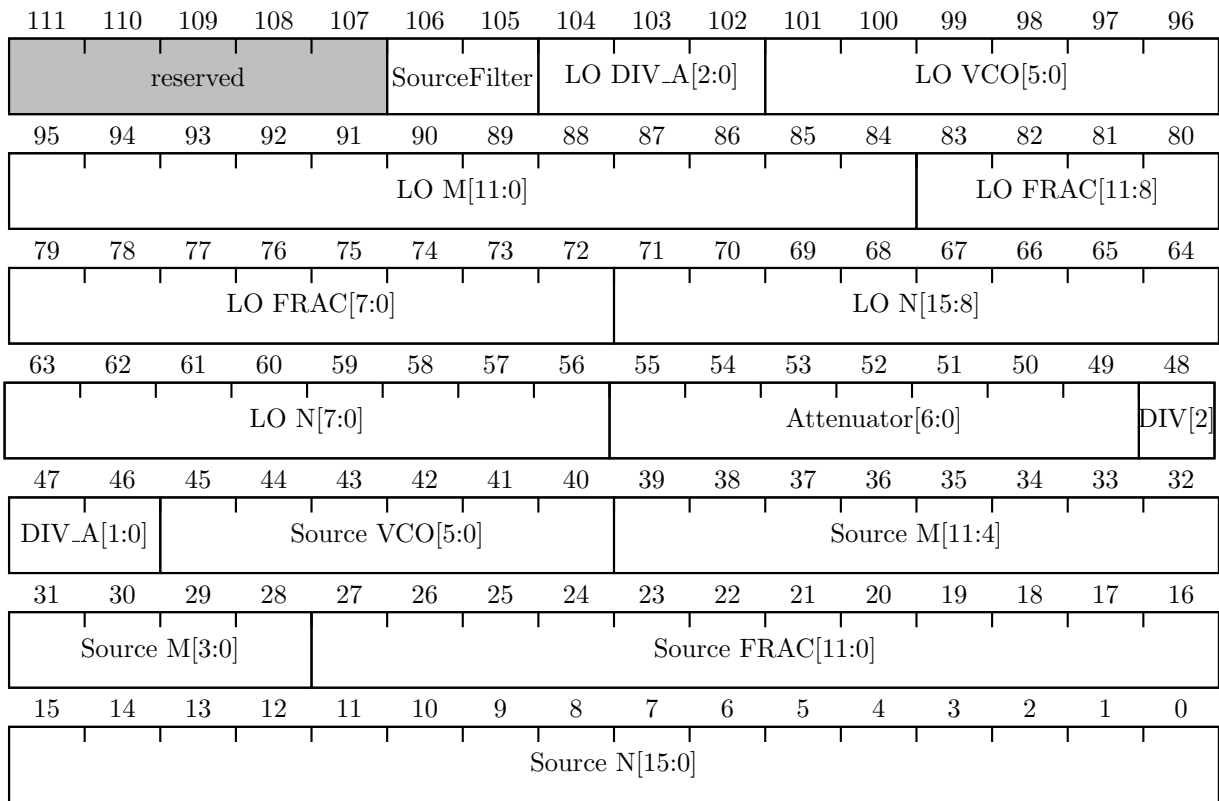 111 110 109 108 107 106 105 104 103 102 101 100 99 98 97 96
reserved SourceFilter LO DIV_A[2:0] LO VCO[5:0]
95 94 93 92 91 90 89 88 87 86 85 84 83 82 81 80
LO M[11:0] LO FRAC[11:8]
79 78 77 76 75 74 73 72 71 70 69 68 67 66 65 64
LO FRAC[7:0] LO N[15:8]
63 62 61 60 59 58 57 56 55 54 53 52 51 50 49 48
LO N[7:0] Attenuator[6:0] DIV[2]
47 46 45 44 43 42 41 40 39 38 37 36 35 34 33 32
DIV_A[1:0] Source VCO[5:0] Source M[11:4]
31 30 29 28 27 26 25 24 23 22 21 20 19 18 17 16
Source M[3:0] Source FRAC[11:0]
15 14 13 12 11 10 9 8 7 6 5 4 3 2 1 0
Source N[15:0]